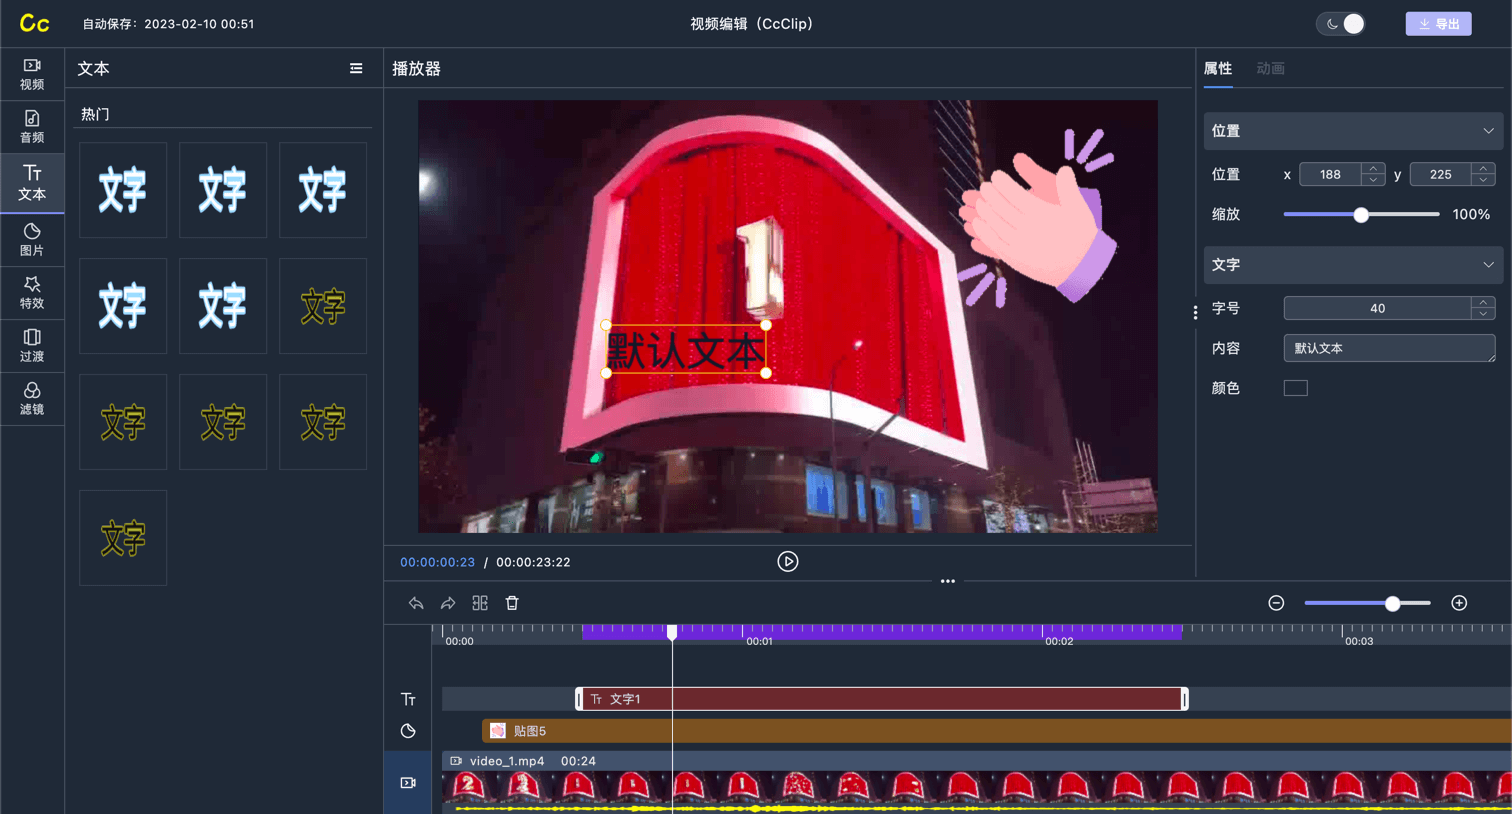 Cc
自动保存：2023-02-10 00:51
视频编辑（CcClip）
导出
视频
音频
文本
图片
特效
过渡
滤镜
文本
热门
文字
文字
文字
文字
文字
文字
文字
文字
文字
文字
播放器
1
默认文本
00:00:00:23 / 00:00:23:22
属性
动画
位置
位置 x 188 y 225
缩放 100%
文字
字号 40
内容 默认文本
颜色
00:00
00:01
00:02
00:03
TT 文字1
贴图5
video_1.mp4 00:24